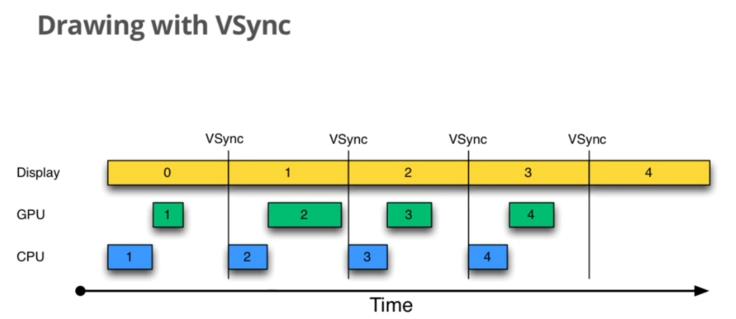 Drawing with VSync
VSync VSync VSync VSync
Display 0 1 2 3 4
GPU 1 2 3 4
CPU 1 2 3 4
Time